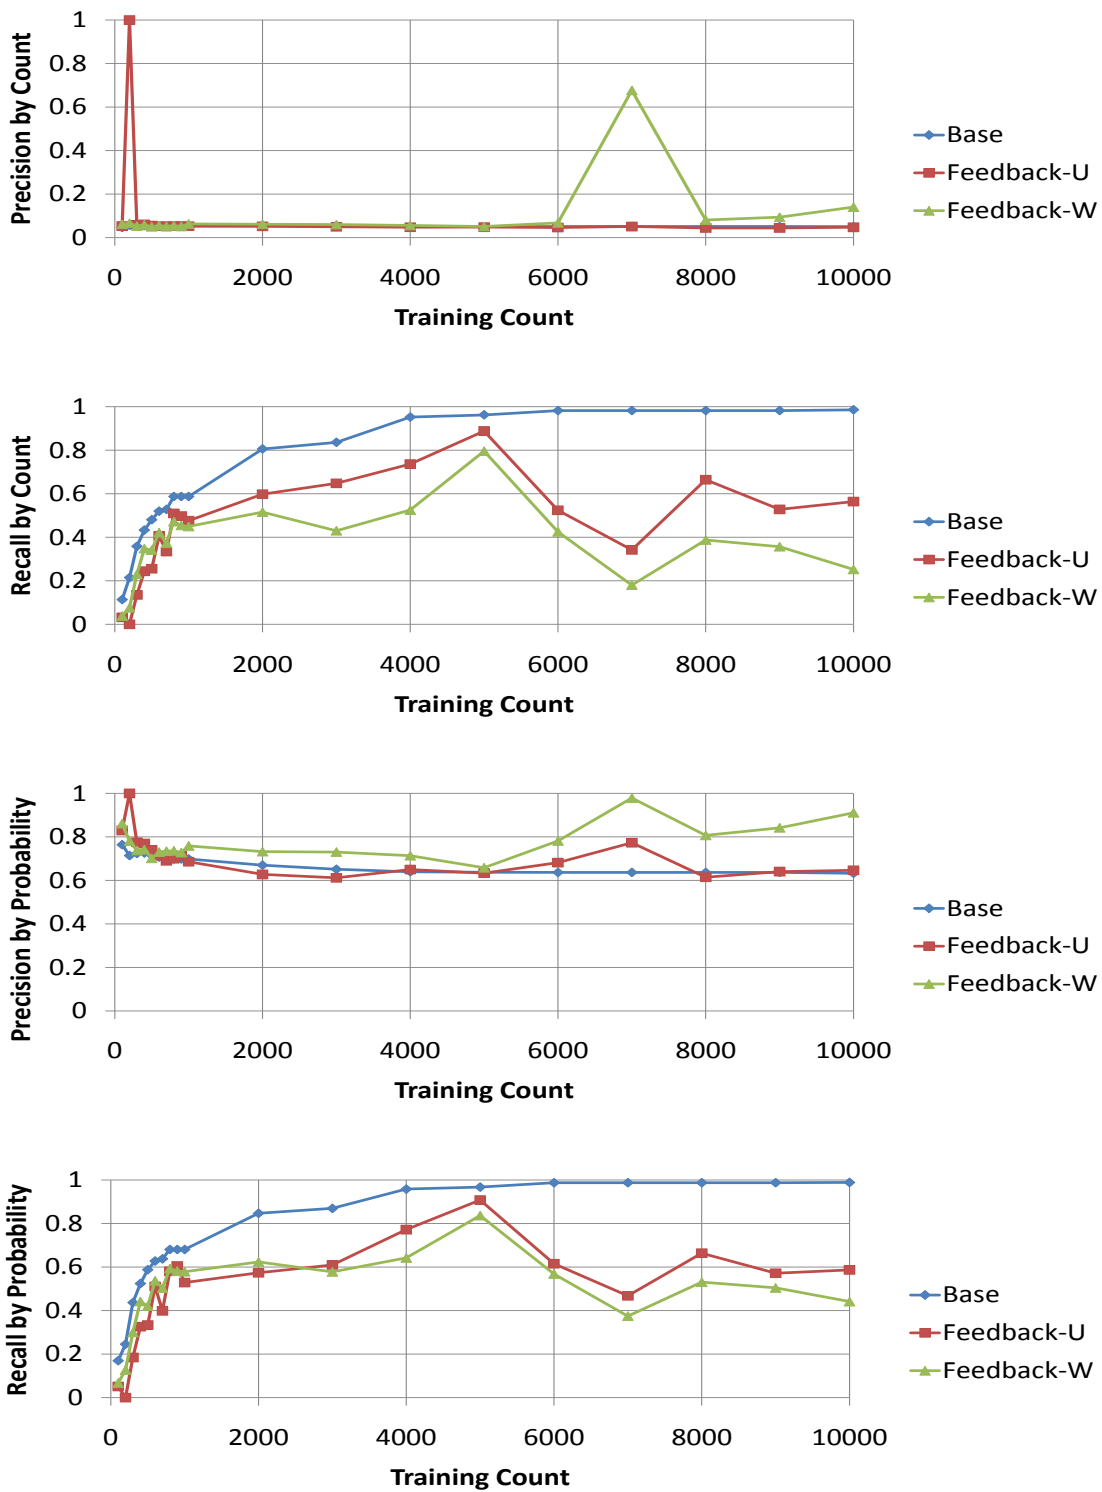 Precision by Count
1
0.8
0.6
0.4
0.2
0
0 2000 4000 6000 8000 10000
Training Count
Base
Feedback-U
Feedback-W
Recall by Count
1
0.8
0.6
0.4
0.2
0
0 2000 4000 6000 8000 10000
Training Count
Base
Feedback-U
Feedback-W
Precision by Probability
1
0.8
0.6
0.4
0.2
0
0 2000 4000 6000 8000 10000
Training Count
Base
Feedback-U
Feedback-W
Recall by Probability
1
0.8
0.6
0.4
0.2
0
0 2000 4000 6000 8000 10000
Training Count
Base
Feedback-U
Feedback-W